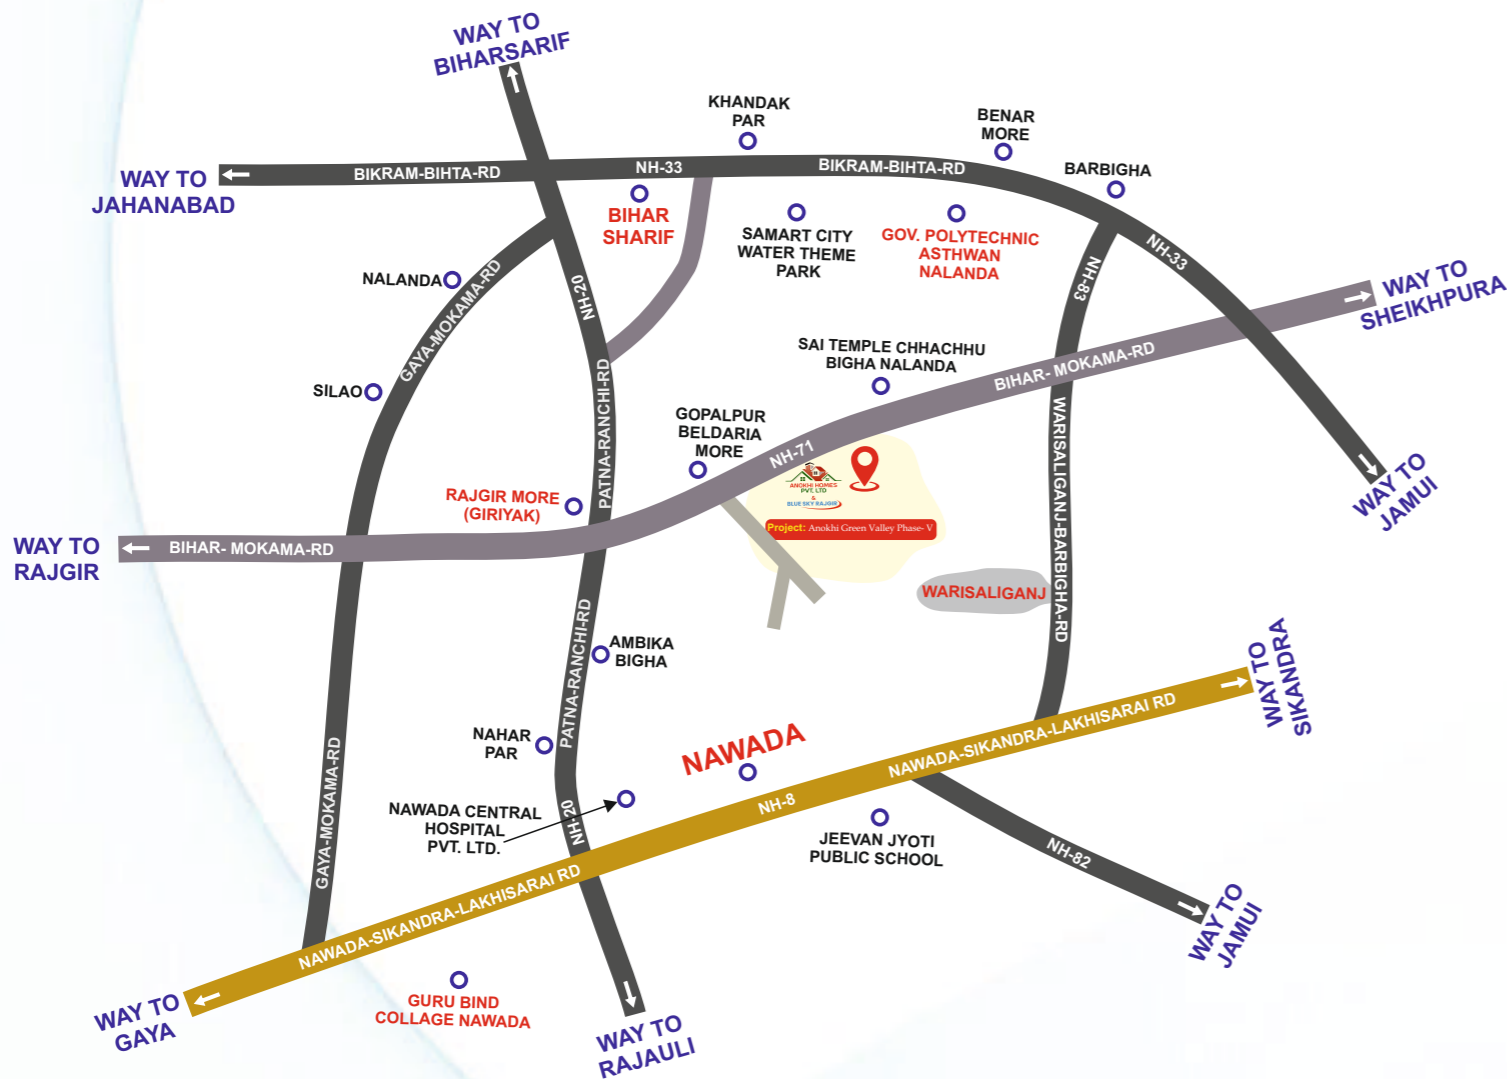 WAY TO
BIHARSARIF
KHANDAK
PAR
BENAR
MORE
BARBIGHA
WAY TO
JAHANABAD
BIKRAM-BIHTA-RD
NH-33
BIKRAM-BIHTA-RD
NH-33
BIHAR
SHARIF
SAMART CITY
WATER THEME
PARK
GOV. POLYTECHNIC
ASTHWAN
NALANDA
NALANDA
GAYA-MOKAMA-RD
NH-20
NH-83
WAY TO
SHEIKHPURA
SILAO
SAI TEMPLE CHHACHHU
BIGHA NALANDA
BIHAR- MOKAMA-RD
PATNA-RANCHI-RD
GOPALPUR
BELDARIA
MORE
NH-71
WARISALIGANJ-BARBIGHA-RD
WAY TO
JAMUI
RAJGIR MORE
(GIRIYAK)
ANOKHI HOMES
PVT. LTD
&
BLUE SKY RAJGIR
Project: Anokhi Green Valley Phase- V
WAY TO
RAJGIR
BIHAR- MOKAMA-RD
WARISALIGANJ
AMBIKA
BIGHA
PATNA-RANCHI-RD
WAY TO
SIKANDRA
NAHAR
PAR
NAWADA
NAWADA-SIKANDRA-LAKHISARAI RD
GAYA-MOKAMA-RD
NAWADA CENTRAL
HOSPITAL
PVT. LTD.
NH-20
NH-8
JEEVAN JYOTI
PUBLIC SCHOOL
NH-82
WAY TO
JAMUI
NAWADA-SIKANDRA-LAKHISARAI RD
GURU BIND
COLLAGE NAWADA
WAY TO
GAYA
WAY TO
RAJAULI